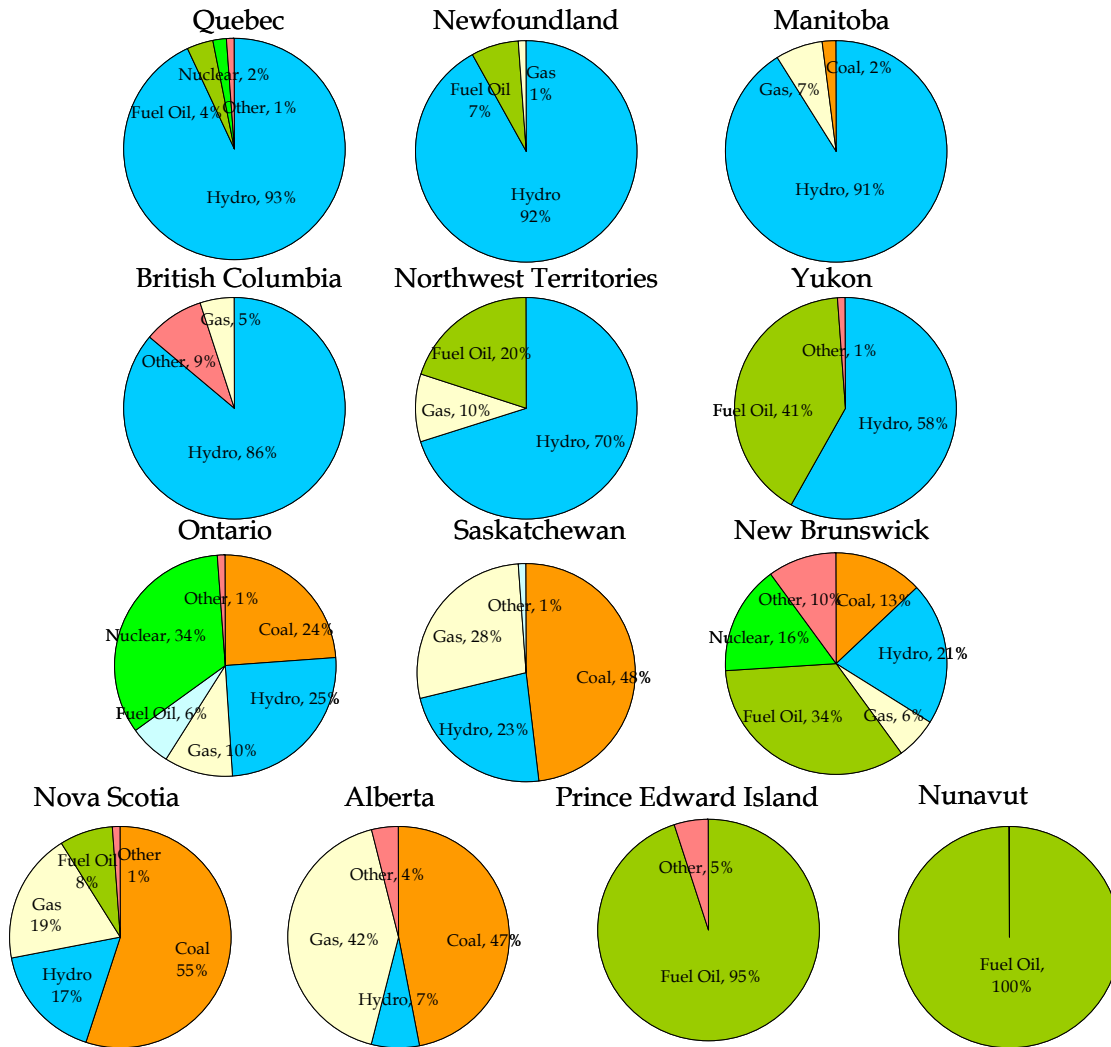 Quebec
Nuclear, 2%
Fuel Oil, 4%
Other, 1%
Hydro, 93%
Newfoundland
Gas
1%
Fuel Oil
7%
Hydro
92%
Manitoba
Coal, 2%
Gas, 7%
Hydro, 91%
British Columbia
Gas, 5%
Other, 9%
Hydro, 86%
Northwest Territories
Fuel Oil, 20%
Gas, 10%
Hydro, 70%
Yukon
Other, 1%
Fuel Oil, 41%
Hydro, 58%
Ontario
Other, 1%
Coal, 24%
Nuclear, 34%
Hydro, 25%
Fuel Oil, 6%
Gas, 10%
Saskatchewan
Other, 1%
Gas, 28%
Coal, 48%
Hydro, 23%
New Brunswick
Other, 10%
Coal, 13%
Nuclear, 16%
Hydro, 21%
Fuel Oil, 34%
Gas, 6%
Nova Scotia
Other
1%
Fuel Oil
8%
Gas
19%
Coal
55%
Hydro
17%
Alberta
Other, 4%
Gas, 42%
Coal, 47%
Hydro, 7%
Prince Edward Island
Other, 5%
Fuel Oil, 95%
Nunavut
Fuel Oil,
100%